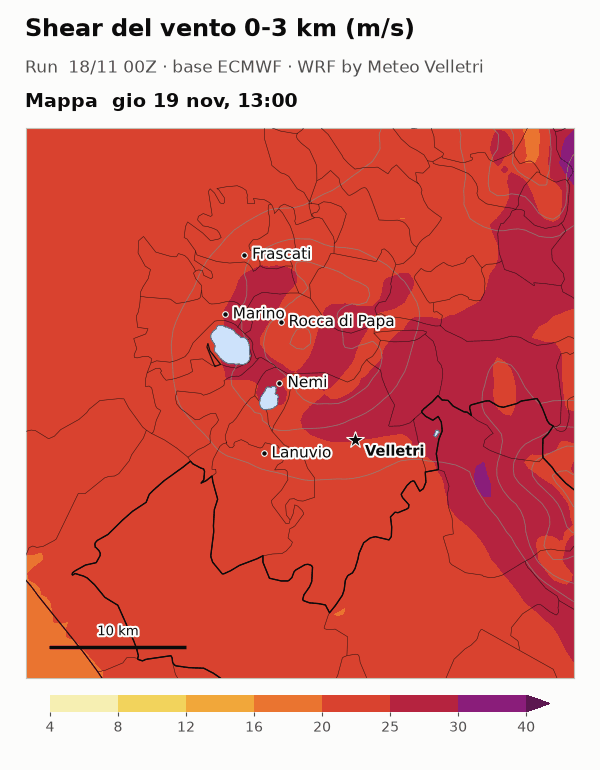 Shear del vento 0-3 km (m/s)
Run  18/11 00Z · base ECMWF · WRF by Meteo Velletri
Mappa  gio 19 nov, 13:00
Frascati
Marino
Rocca di Papa
Nemi
Lanuvio
Velletri
10 km
4 8 12 16 20 25 30 40